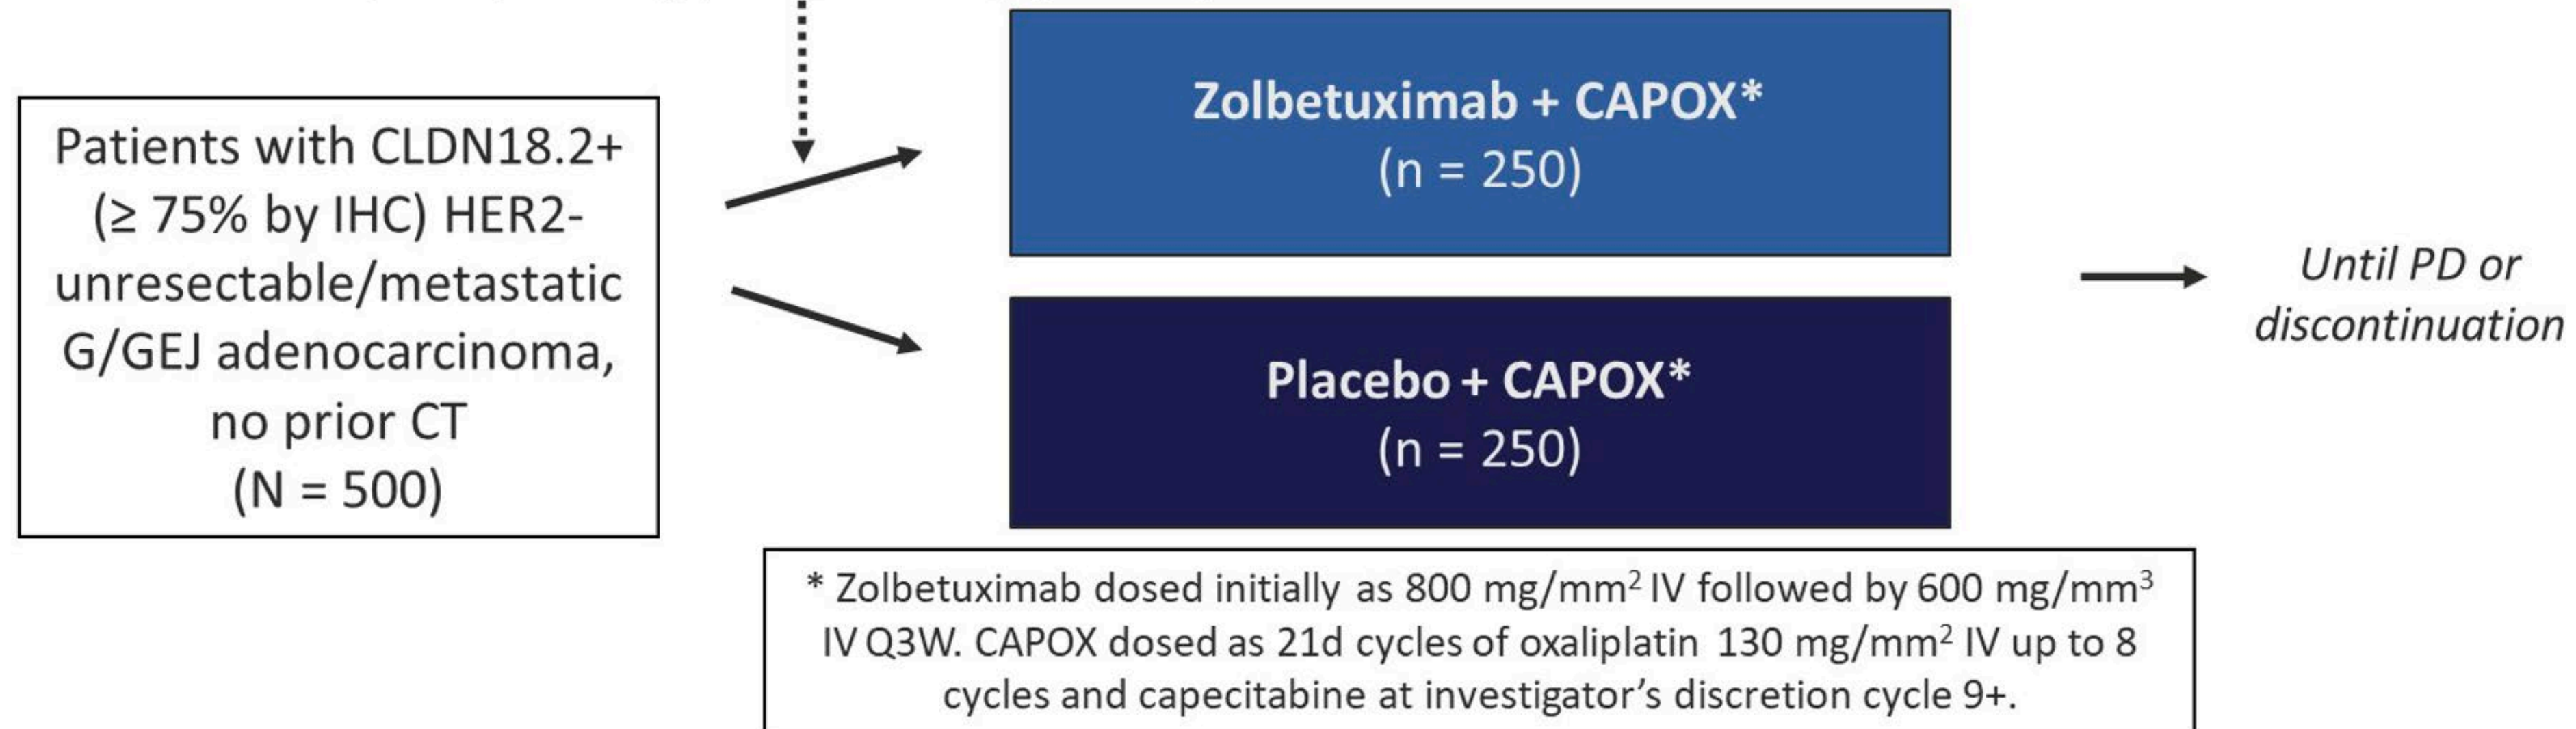 Patients with CLDN18.2+
(≥ 75% by IHC) HER2-
unresectable/metastatic
G/GEJ adenocarcinoma,
no prior CT
(N = 500)
Zolbetuximab + CAPOX*
(n = 250)
Placebo + CAPOX*
(n = 250)
Until PD or
discontinuation
* Zolbetuximab dosed initially as 800 mg/mm² IV followed by 600 mg/mm³
IV Q3W. CAPOX dosed as 21d cycles of oxaliplatin 130 mg/mm² IV up to 8
cycles and capecitabine at investigator’s discretion cycle 9+.